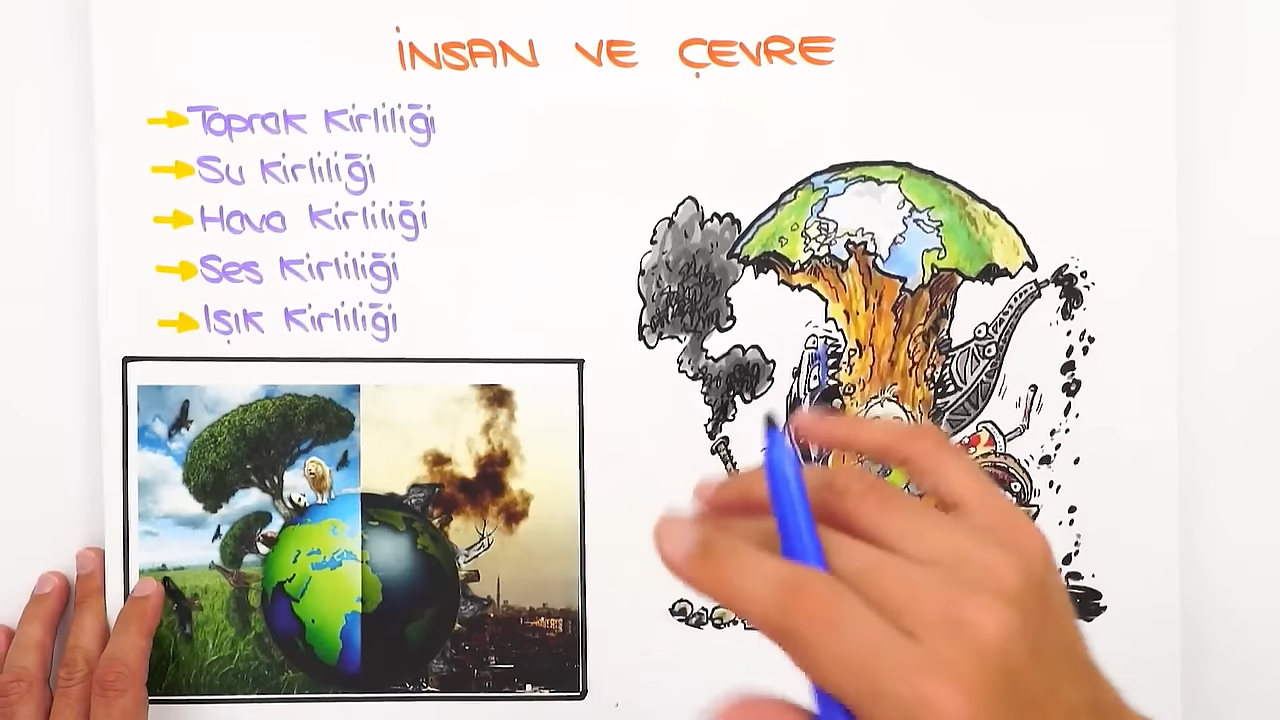 İNSAN VE ÇEVRE
Toprak Kirliliği
Su Kirliliği
Hava Kirliliği
Ses Kirliliği
Işık Kirliliği